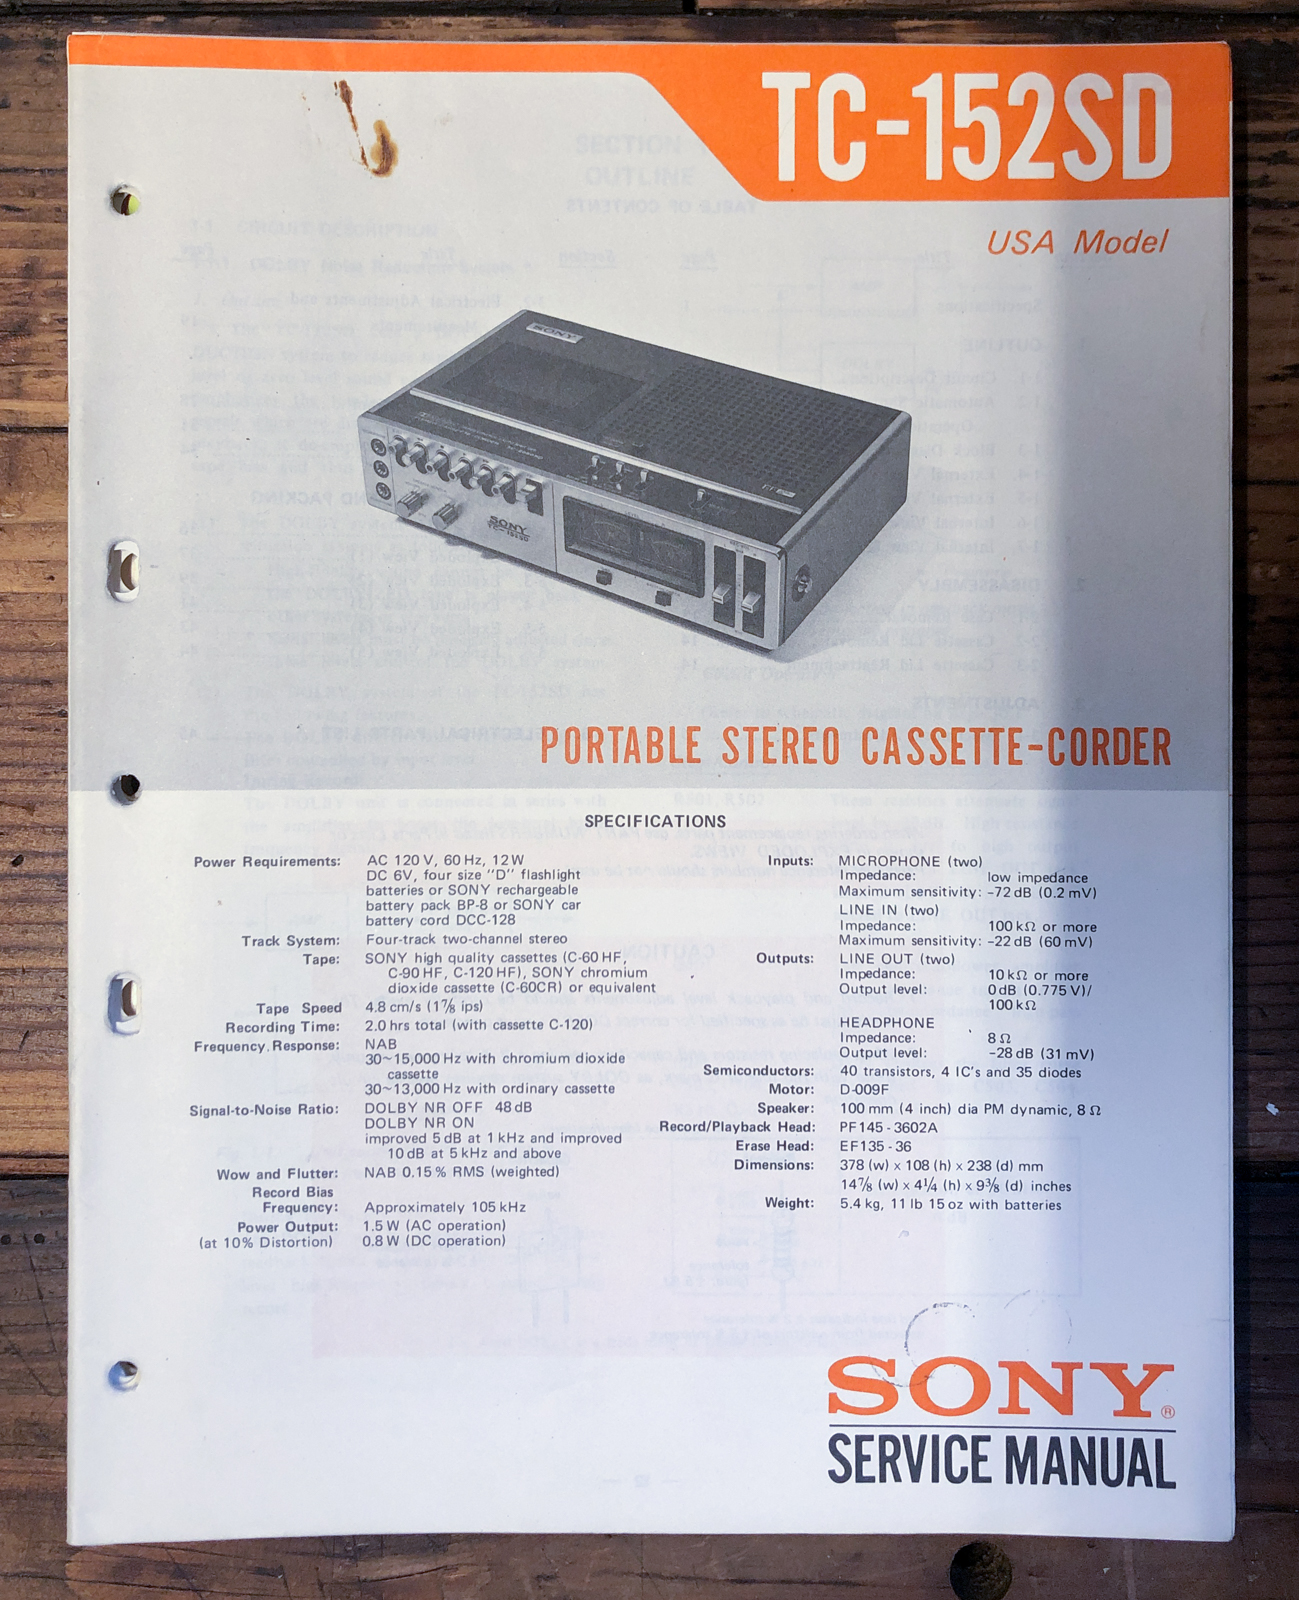 TC-152SD
USA Model
SONY
SONY
TC-152SD
PORTABLE STEREO CASSETTE-CORDER
SPECIFICATIONS
Power Requirements: AC 120 V, 60 Hz, 12 W
DC 6V, four size "D" flashlight
batteries or SONY rechargeable
battery pack BP-8 or SONY car
battery cord DCC-128
Track System: Four-track two-channel stereo
Tape: SONY high quality cassettes (C-60 HF,
C-90 HF, C-120 HF), SONY chromium
dioxide cassette (C-60CR) or equivalent
Tape Speed 4.8 cm/s (1⅞ ips)
Recording Time: 2.0 hrs total (with cassette C-120)
Frequency Response: NAB
30~15,000 Hz with chromium dioxide
cassette
30~13,000 Hz with ordinary cassette
Signal-to-Noise Ratio: DOLBY NR OFF 48 dB
DOLBY NR ON
improved 5 dB at 1 kHz and improved
10 dB at 5 kHz and above
Wow and Flutter: NAB 0.15 % RMS (weighted)
Record Bias
Frequency: Approximately 105 kHz
Power Output: 1.5 W (AC operation)
(at 10% Distortion) 0.8 W (DC operation)
Inputs: MICROPHONE (two)
Impedance: low impedance
Maximum sensitivity: -72 dB (0.2 mV)
LINE IN (two)
Impedance: 100 kΩ or more
Maximum sensitivity: -22 dB (60 mV)
Outputs: LINE OUT (two)
Impedance: 10 kΩ or more
Output level: 0 dB (0.775 V)/
100 kΩ
HEADPHONE
Impedance: 8 Ω
Output level: -28 dB (31 mV)
Semiconductors: 40 transistors, 4 IC's and 35 diodes
Motor: D-009F
Speaker: 100 mm (4 inch) dia PM dynamic, 8 Ω
Record/Playback Head: PF145-3602A
Erase Head: EF135-36
Dimensions: 378 (w) x 108 (h) x 238 (d) mm
14⅞ (w) x 4¼ (h) x 9⅜ (d) inches
Weight: 5.4 kg, 11 lb 15 oz with batteries
SONY®
SERVICE MANUAL